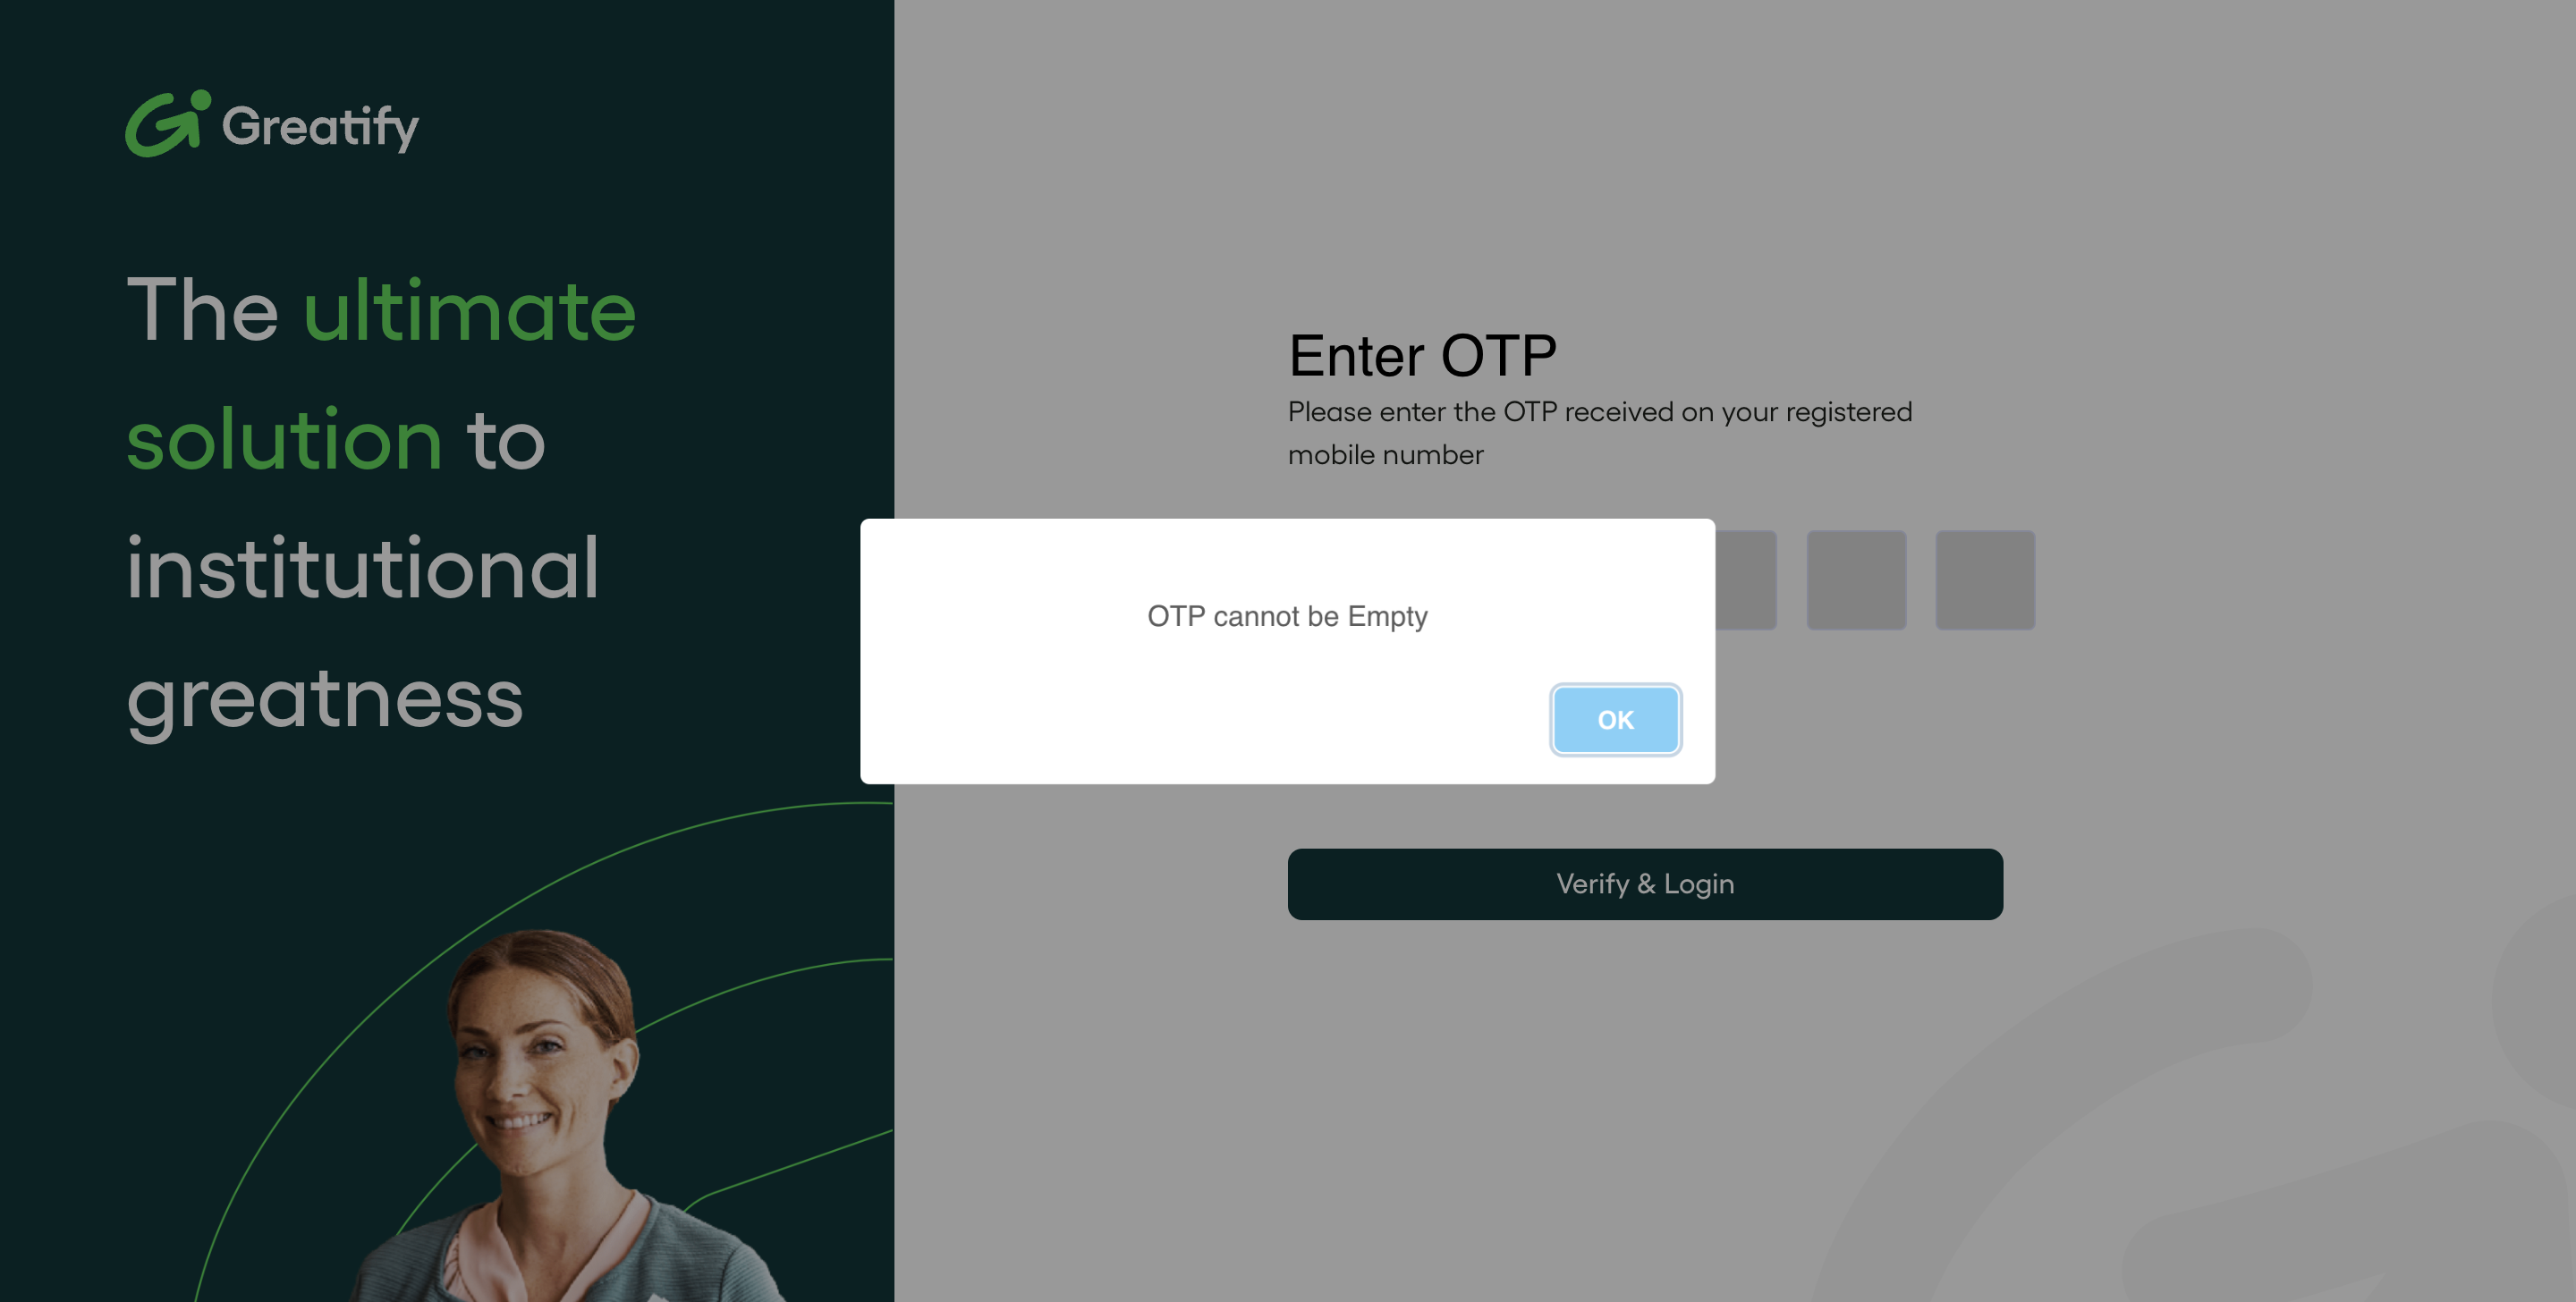 Greatify
The ultimate
solution to
institutional
greatness
Enter OTP
Please enter the OTP received on your registered
mobile number
OTP cannot be Empty
OK
Verify & Login